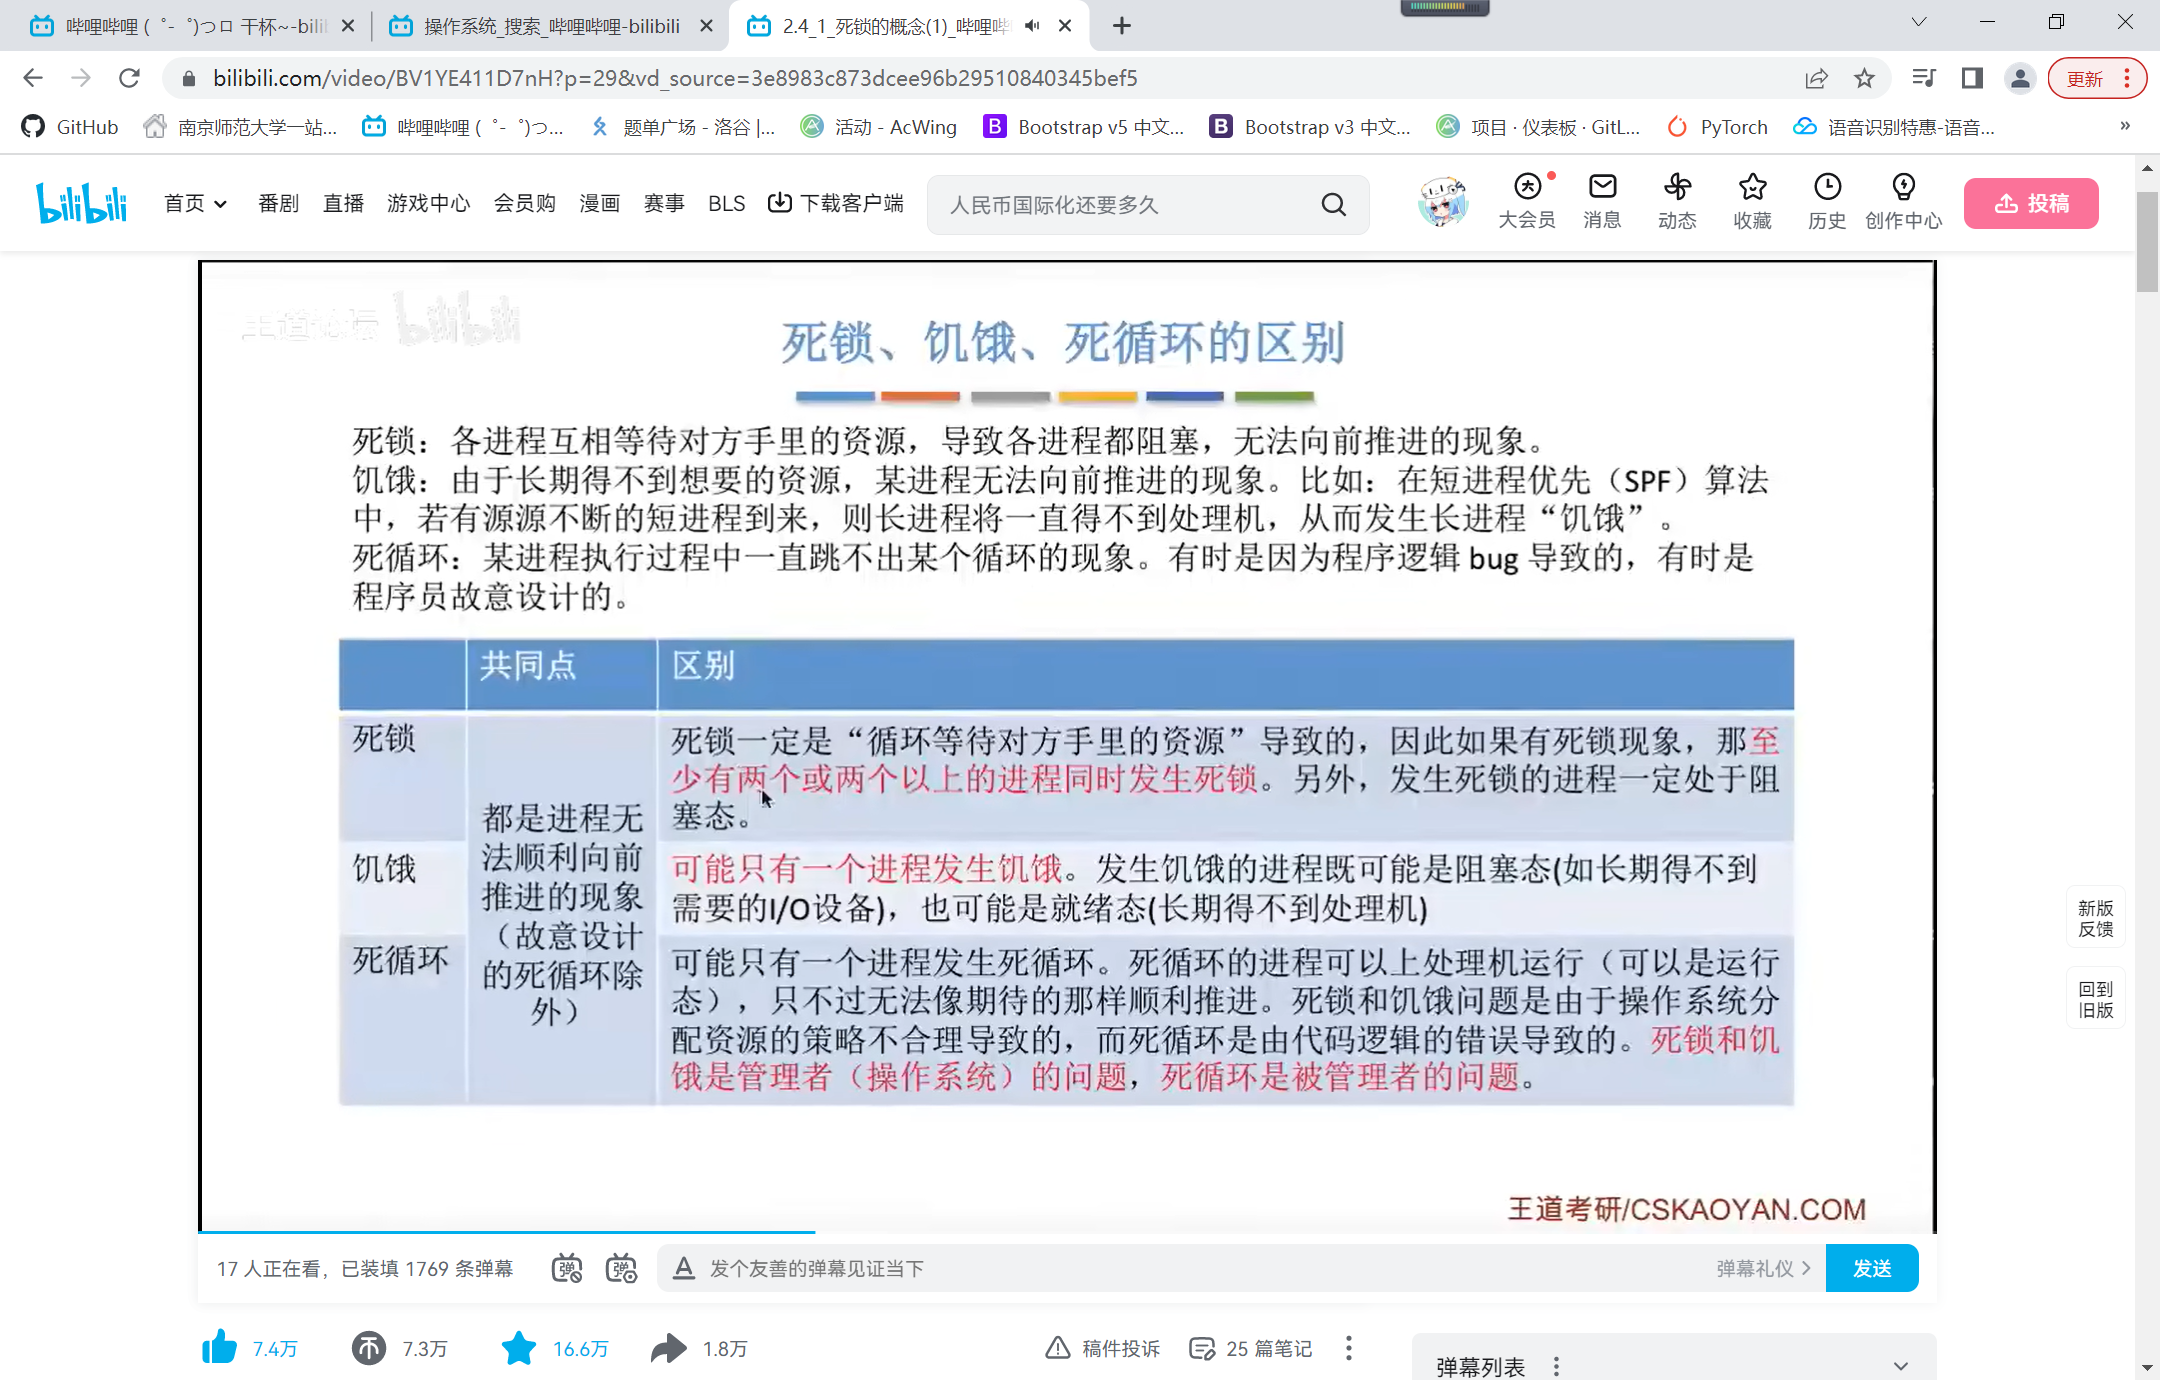 哔哩哔哩 (゜-゜)つロ 干杯~-bili
操作系统_搜索_哔哩哔哩-bilibili
2.4_1_死锁的概念(1)_哔哩哔
bilibili.com/video/BV1YE411D7nH?p=29&vd_source=3e8983c873dcee96b29510840345bef5
更新
GitHub
南京师范大学一站...
哔哩哔哩 (゜-゜)つ...
题单广场 - 洛谷 |...
活动 - AcWing
B Bootstrap v5 中文...
B Bootstrap v3 中文...
项目 · 仪表板 · GitL...
PyTorch
语音识别特惠-语音...
»
bilibili
首页
番剧
直播
游戏中心
会员购
漫画
赛事
BLS
下载客户端
人民币国际化还要多久
大会员
消息
动态
收藏
历史
创作中心
投稿
王道论坛 bilibili
死锁、饥饿、死循环的区别
死锁：各进程互相等待对方手里的资源，导致各进程都阻塞，无法向前推进的现象。
饥饿：由于长期得不到想要的资源，某进程无法向前推进的现象。比如：在短进程优先（SPF）算法
中，若有源源不断的短进程到来，则长进程将一直得不到处理机，从而发生长进程“饥饿”。
死循环：某进程执行过程中一直跳不出某个循环的现象。有时是因为程序逻辑 bug 导致的，有时是
程序员故意设计的。
共同点
区别
死锁
死锁一定是“循环等待对方手里的资源”导致的，因此如果有死锁现象，那至
少有两个或两个以上的进程同时发生死锁。另外，发生死锁的进程一定处于阻
塞态。
都是进程无
法顺利向前
推进的现象
（故意设计
的死循环除
外）
饥饿
可能只有一个进程发生饥饿。发生饥饿的进程既可能是阻塞态(如长期得不到
需要的I/O设备)，也可能是就绪态(长期得不到处理机)
死循环
可能只有一个进程发生死循环。死循环的进程可以上处理机运行（可以是运行
态），只不过无法像期待的那样顺利推进。死锁和饥饿问题是由于操作系统分
配资源的策略不合理导致的，而死循环是由代码逻辑的错误导致的。死锁和饥
饿是管理者（操作系统）的问题，死循环是被管理者的问题。
王道考研/CSKAOYAN.COM
新版
反馈
回到
旧版
17 人正在看，已装填 1769 条弹幕
弹
弹
A 发个友善的弹幕见证当下
弹幕礼仪 >
发送
7.4万
7.3万
16.6万
1.8万
稿件投诉
25 篇笔记
弹幕列表